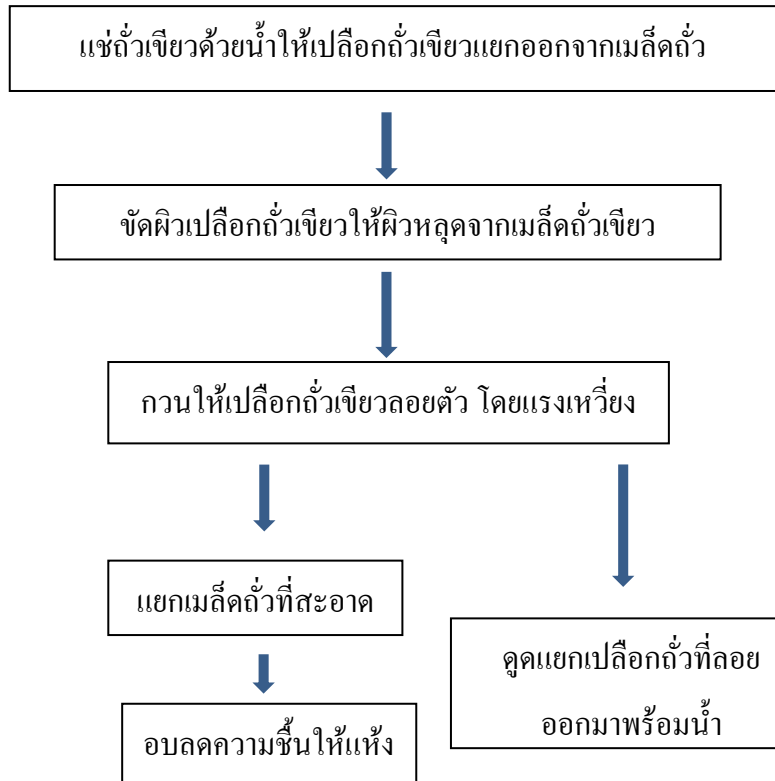 แช่ถั่วเขียวด้วยน้ำให้เปลือกถั่วเขียวแยกออกจากเมล็ดถั่ว
ขัดผิวเปลือกถั่วเขียวให้ผิวหลุดจากเมล็ดถั่วเขียว
กวนให้เปลือกถั่วเขียวลอยตัว โดยแรงเหวี่ยง
แยกเมล็ดถั่วที่สะอาด
อบลดความชื้นให้แห้ง
ดูดแยกเปลือกถั่วที่ลอย
ออกมาพร้อมน้ำ